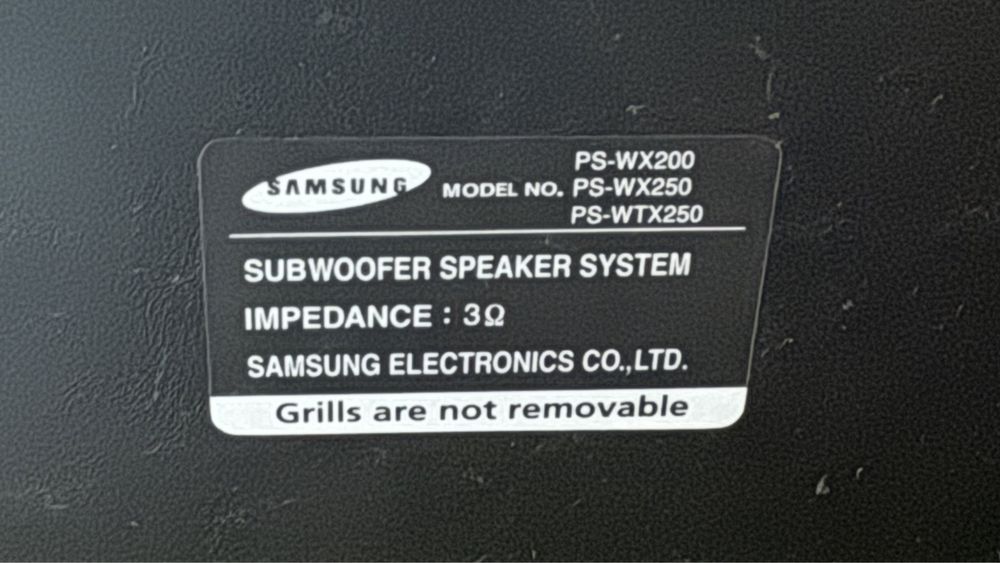 SAMSUNG
MODEL NO. PS-WX200
PS-WX250
PS-WTX250
SUBWOOFER SPEAKER SYSTEM
IMPEDANCE : 3Ω
SAMSUNG ELECTRONICS CO.,LTD.
Grills are not removable